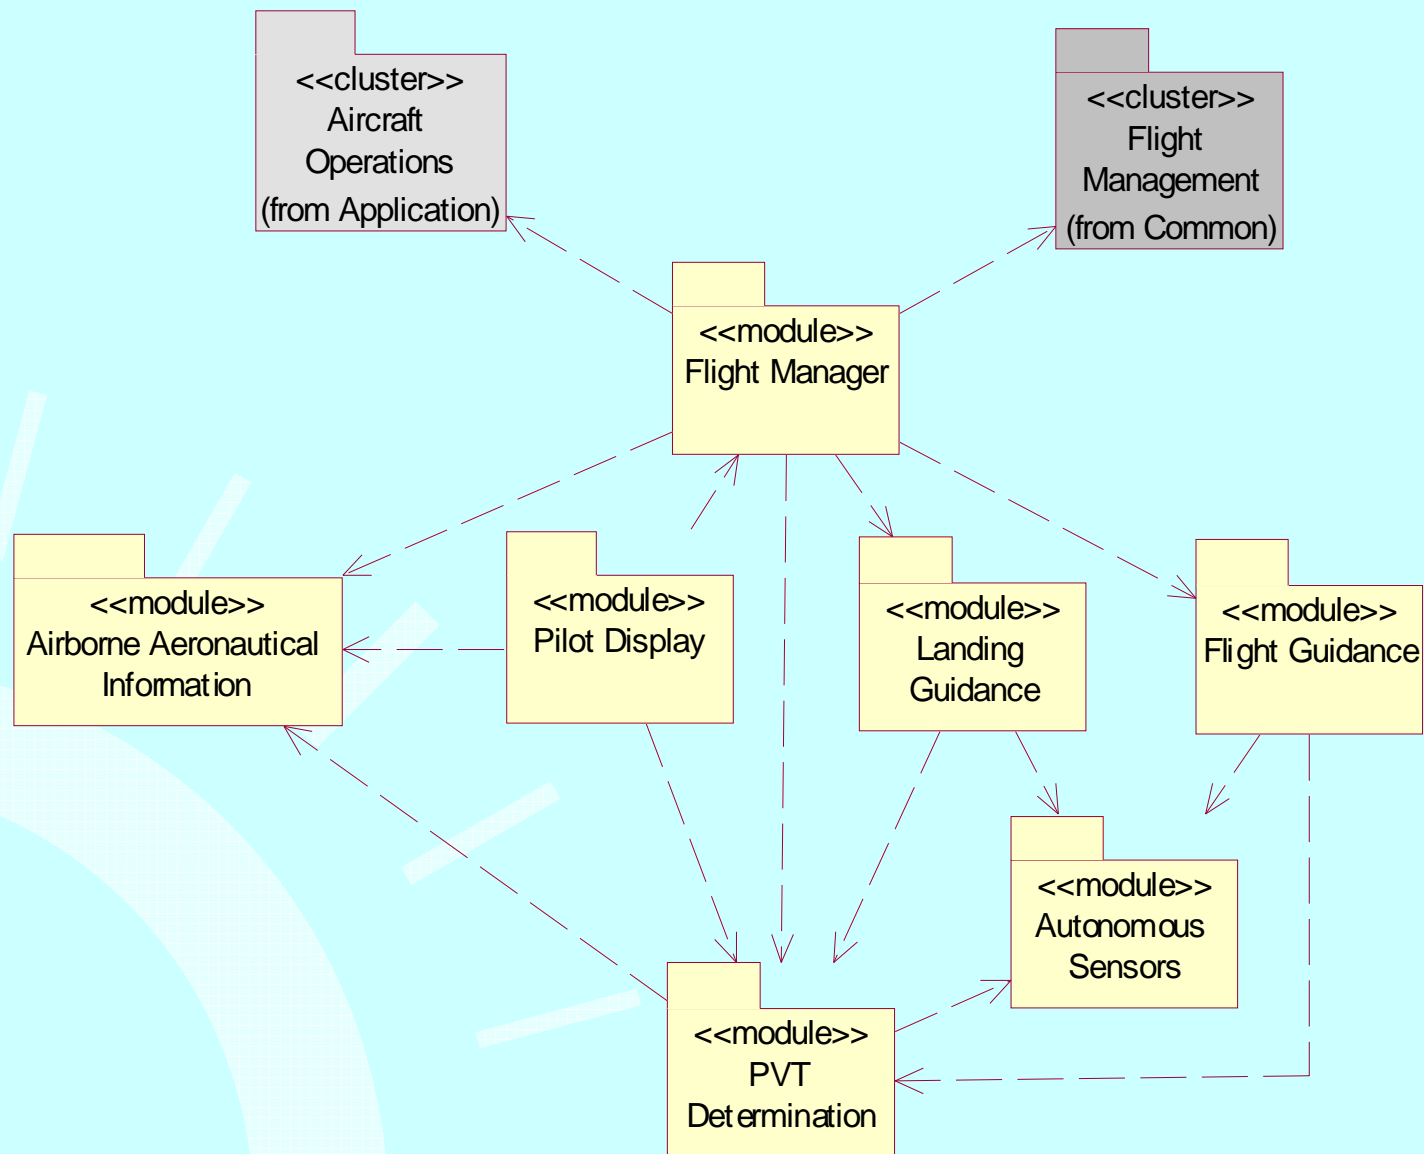 <<cluster>>
Aircraft
Operations
(from Application)
<<cluster>>
Flight
Management
(from Common)
<<module>>
Flight Manager
<<module>>
Airborne Aeronautical
Information
<<module>>
Pilot Display
<<module>>
Landing
Guidance
<<module>>
Flight Guidance
<<module>>
Autonomous
Sensors
<<module>>
PVT
Determination